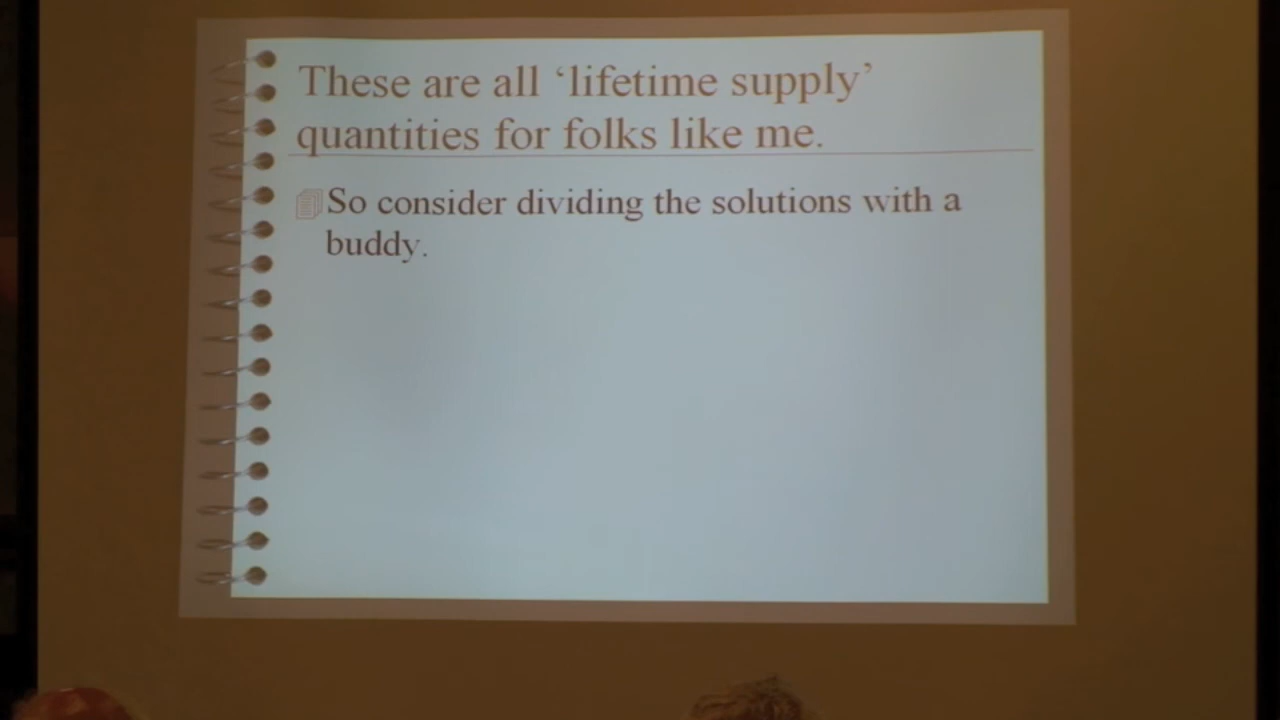 These are all ‘lifetime supply’
quantities for folks like me.
So consider dividing the solutions with a
buddy.